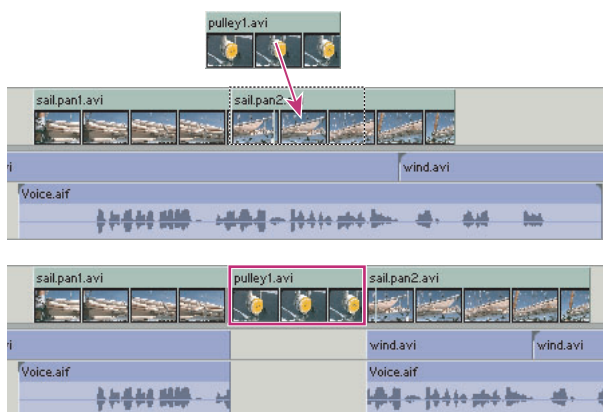 pulley1.avi
sail.pan1.avi sail.pan2.
i wind.avi
Voice.aif
sail.pan1.avi pulley1.avi sail.pan2.avi
i wind.avi wind.avi
Voice.aif Voice.aif